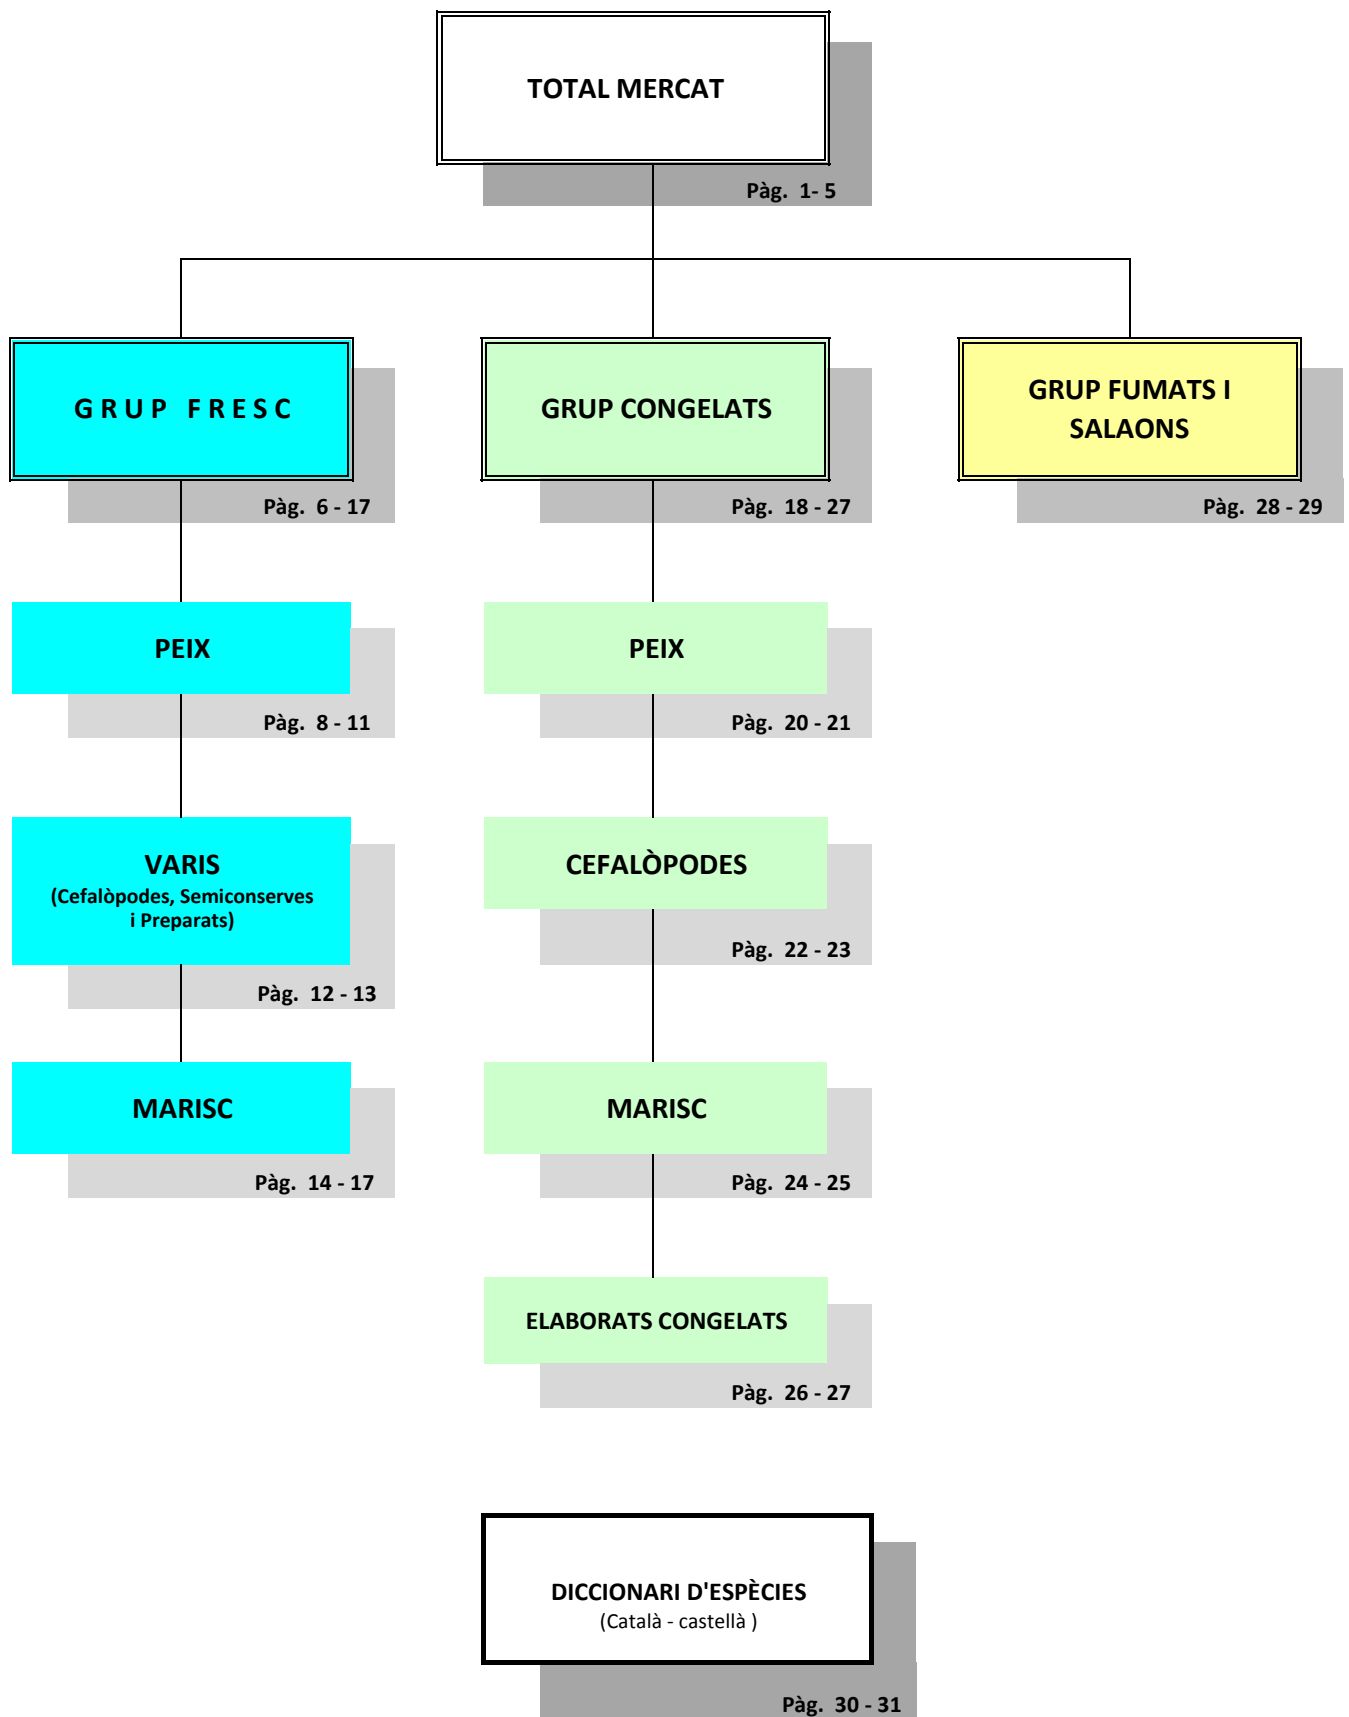 TOTAL MERCAT
Pàg. 1- 5
GRUP FRESC
Pàg. 6 - 17
GRUP CONGELATS
Pàg. 18 - 27
GRUP FUMATS I
SALAONS
Pàg. 28 - 29
PEIX
Pàg. 8 - 11
PEIX
Pàg. 20 - 21
VARIS
(Cefalòpodes, Semiconserves
i Preparats)
Pàg. 12 - 13
CEFALÒPODES
Pàg. 22 - 23
MARISC
Pàg. 14 - 17
MARISC
Pàg. 24 - 25
ELABORATS CONGELATS
Pàg. 26 - 27
DICCIONARI D'ESPÈCIES
(Català - castellà )
Pàg. 30 - 31